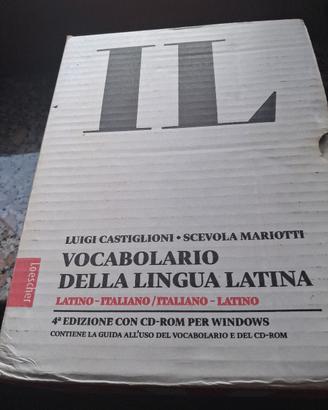 IL
LUIGI CASTIGLIONI • SCEVOLA MARIOTTI
VOCABOLARIO
DELLA LINGUA LATINA
LATINO - ITALIANO / ITALIANO - LATINO
4ª EDIZIONE CON CD-ROM PER WINDOWS
CONTIENE LA GUIDA ALL'USO DEL VOCABOLARIO E DEL CD-ROM
Loescher